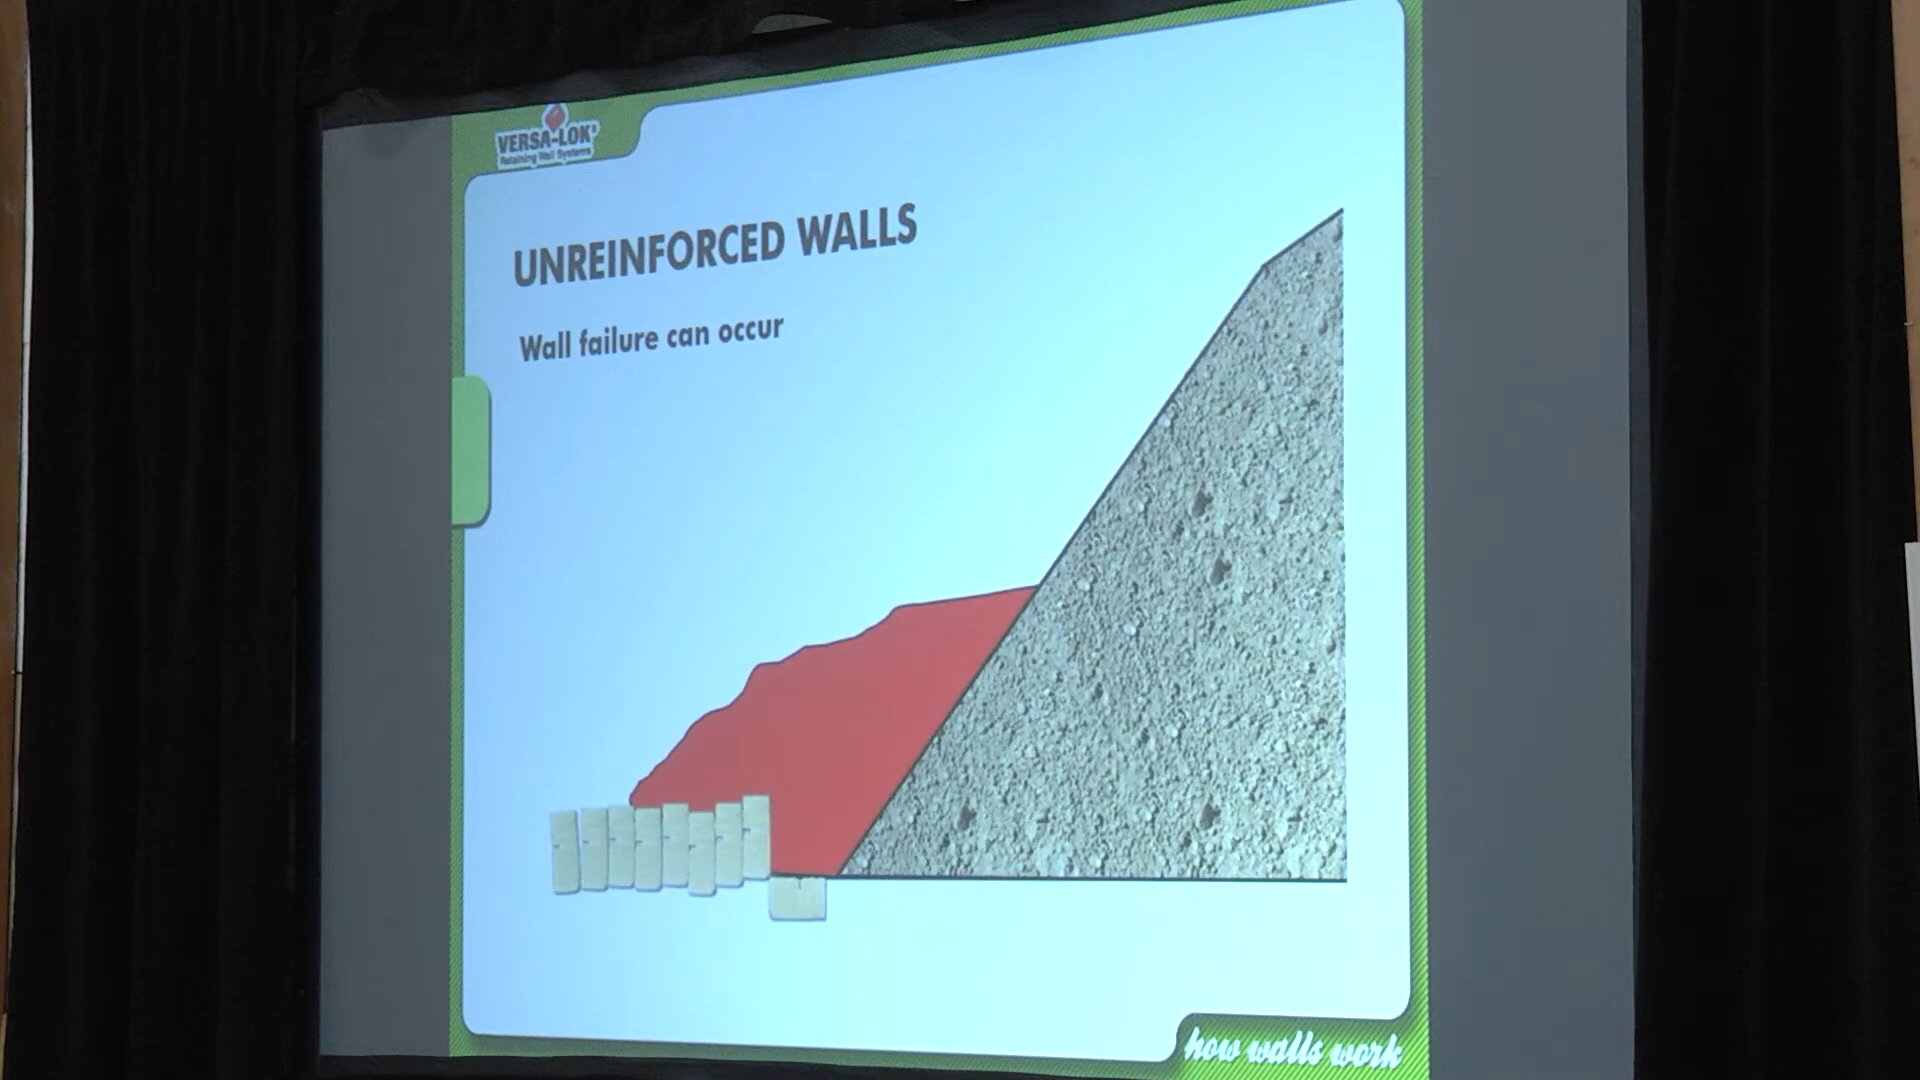 VERSA-LOK®
Retaining Wall Systems
UNREINFORCED WALLS
Wall failure can occur
how walls work